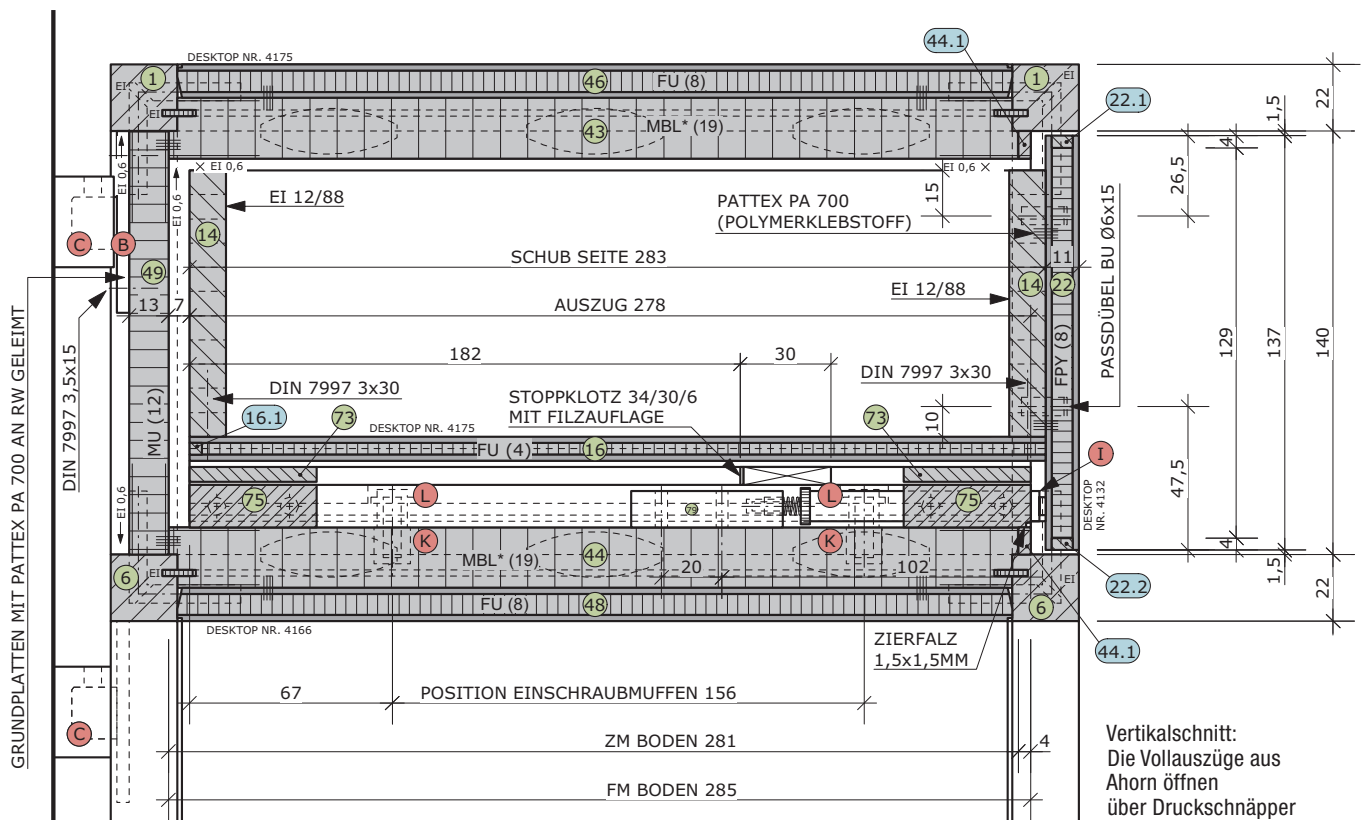 DESKTOP NR. 4175
44.1
1
EI
EI
46
FU (8)
1
EI
22.1
43
MBL* (19)
1,5
22
EI 0,6
EI 0,6
EI 0,6
EI 0,6
4
26,5
15
EI 12/88
PATTEX PA 700
(POLYMERKLEBSTOFF)
14
C
B
49
SCHUB SEITE 283
11
14
22
EI 12/88
13
7
AUSZUG 278
PASSDÜBEL BU Ø6x15
129
137
140
GRUNDPLATTEN MIT PATTEX PA 700 AN RW GELEIMT
DIN 7997 3,5x15
MU (12)
FPY (8)
182
30
DIN 7997 3x30
STOPPKLOTZ 34/30/6
MIT FILZAUFLAGE
DIN 7997 3x30
16.1
73
DESKTOP NR. 4175
73
10
FU (4)
16
I
47,5
75
L
79
L
75
DESKTOP
NR. 4132
EI 0,6
K
K
MBL* (19)
44
4
1,5
22
6
EI
20
102
EI
22.2
FU (8)
48
6
DESKTOP NR. 4166
ZIERFALZ
1,5x1,5MM
44.1
67
POSITION EINSCHRAUBMUFFEN 156
C
ZM BODEN 281
4
FM BODEN 285
Vertikalschnitt:
Die Vollauszüge aus
Ahorn öffnen
über Druckschnäpper